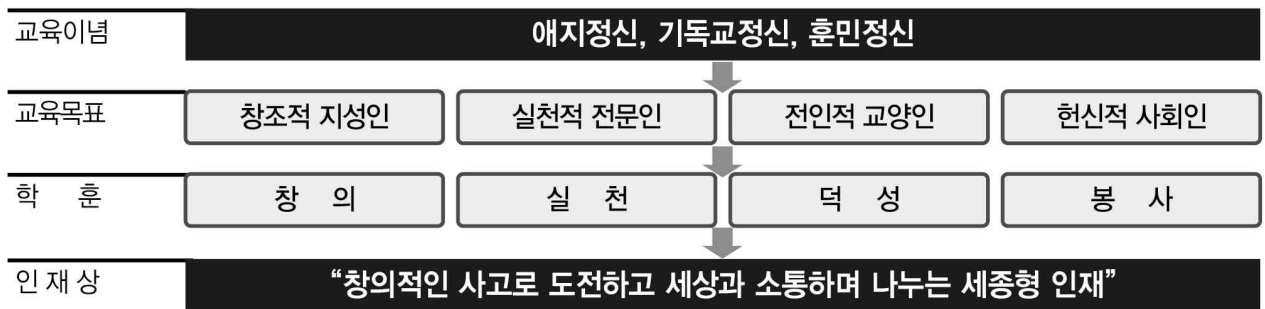 교육이념 애지정신, 기독교정신, 훈민정신
교육목표 창조적 지성인 실천적 전문인 전인적 교양인 헌신적 사회인
학 훈 창 의 실 천 덕 성 봉 사
인 재 상 “창의적인 사고로 도전하고 세상과 소통하며 나누는 세종형 인재”